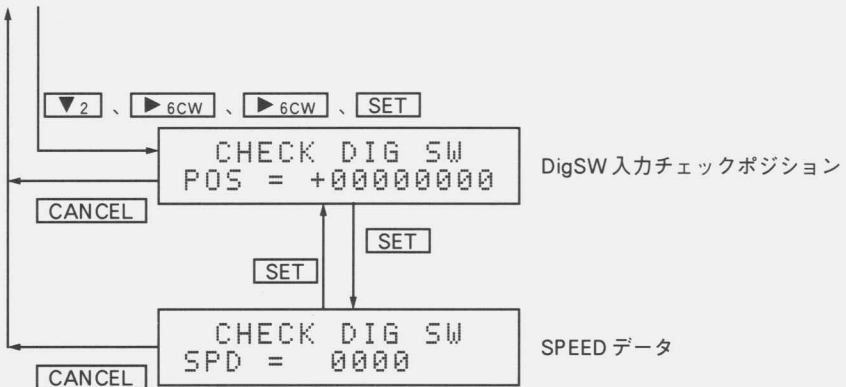 ▼2、▶6CW、▶6CW、SET
CHECK DIG SW
POS = +00000000
DigSW入力チェックポジション
CANCEL
SET
SET
CHECK DIG SW
SPD = 0000
SPEEDデータ
CANCEL